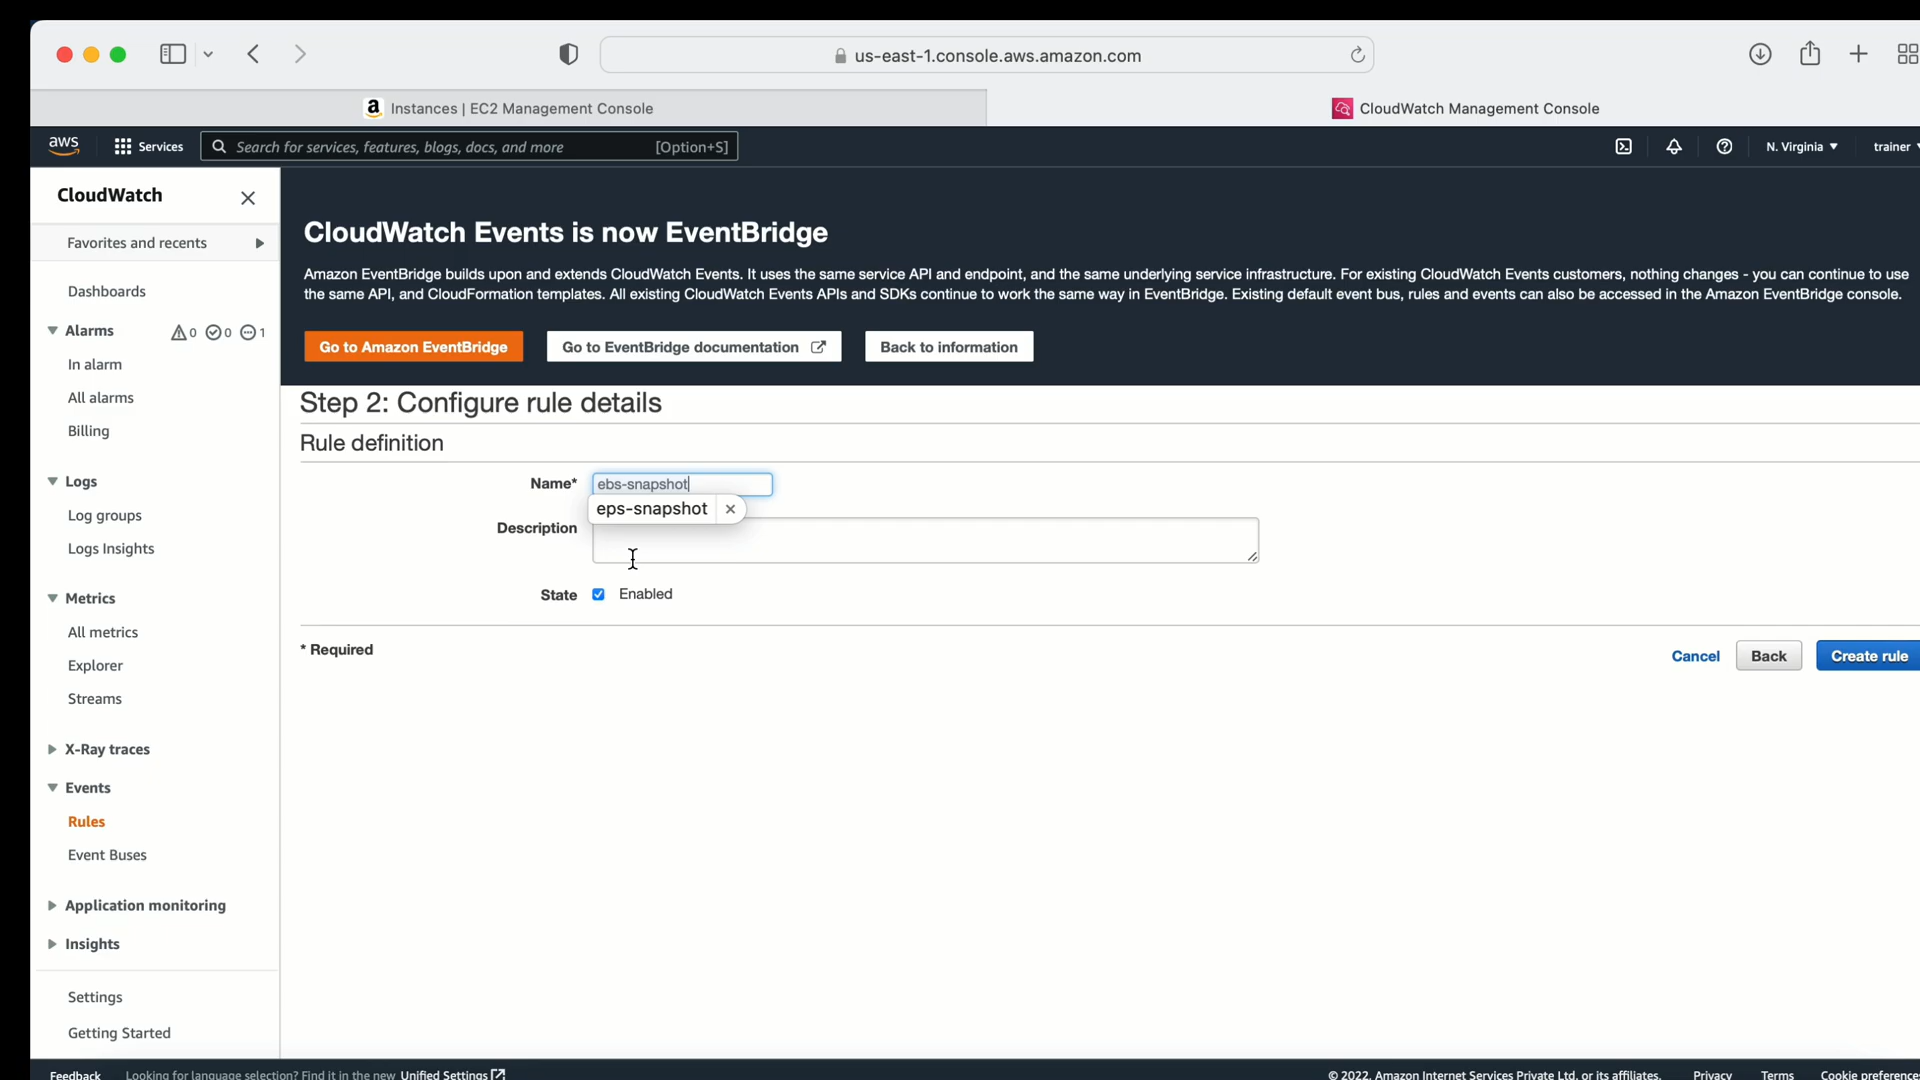 us-east-1.console.aws.amazon.com
Instances | EC2 Management Console
CloudWatch Management Console
aws
Services
Search for services, features, blogs, docs, and more
[Option+S]
N. Virginia
trainer
CloudWatch
Favorites and recents
Dashboards
Alarms
0
0
1
In alarm
All alarms
Billing
Logs
Log groups
Logs Insights
Metrics
All metrics
Explorer
Streams
X-Ray traces
Events
Rules
Event Buses
Application monitoring
Insights
Settings
Getting Started
CloudWatch Events is now EventBridge
Amazon EventBridge builds upon and extends CloudWatch Events. It uses the same service API and endpoint, and the same underlying service infrastructure. For existing CloudWatch Events customers, nothing changes - you can continue to use
the same API, and CloudFormation templates. All existing CloudWatch Events APIs and SDKs continue to work the same way in EventBridge. Existing default event bus, rules and events can also be accessed in the Amazon EventBridge console.
Go to Amazon EventBridge
Go to EventBridge documentation
Back to information
Step 2: Configure rule details
Rule definition
Name*
ebs-snapshot
eps-snapshot
Description
State
Enabled
* Required
Cancel
Back
Create rule
Feedback
Looking for language selection? Find it in the new Unified Settings
© 2022, Amazon Internet Services Private Ltd. or its affiliates.
Privacy
Terms
Cookie preferences